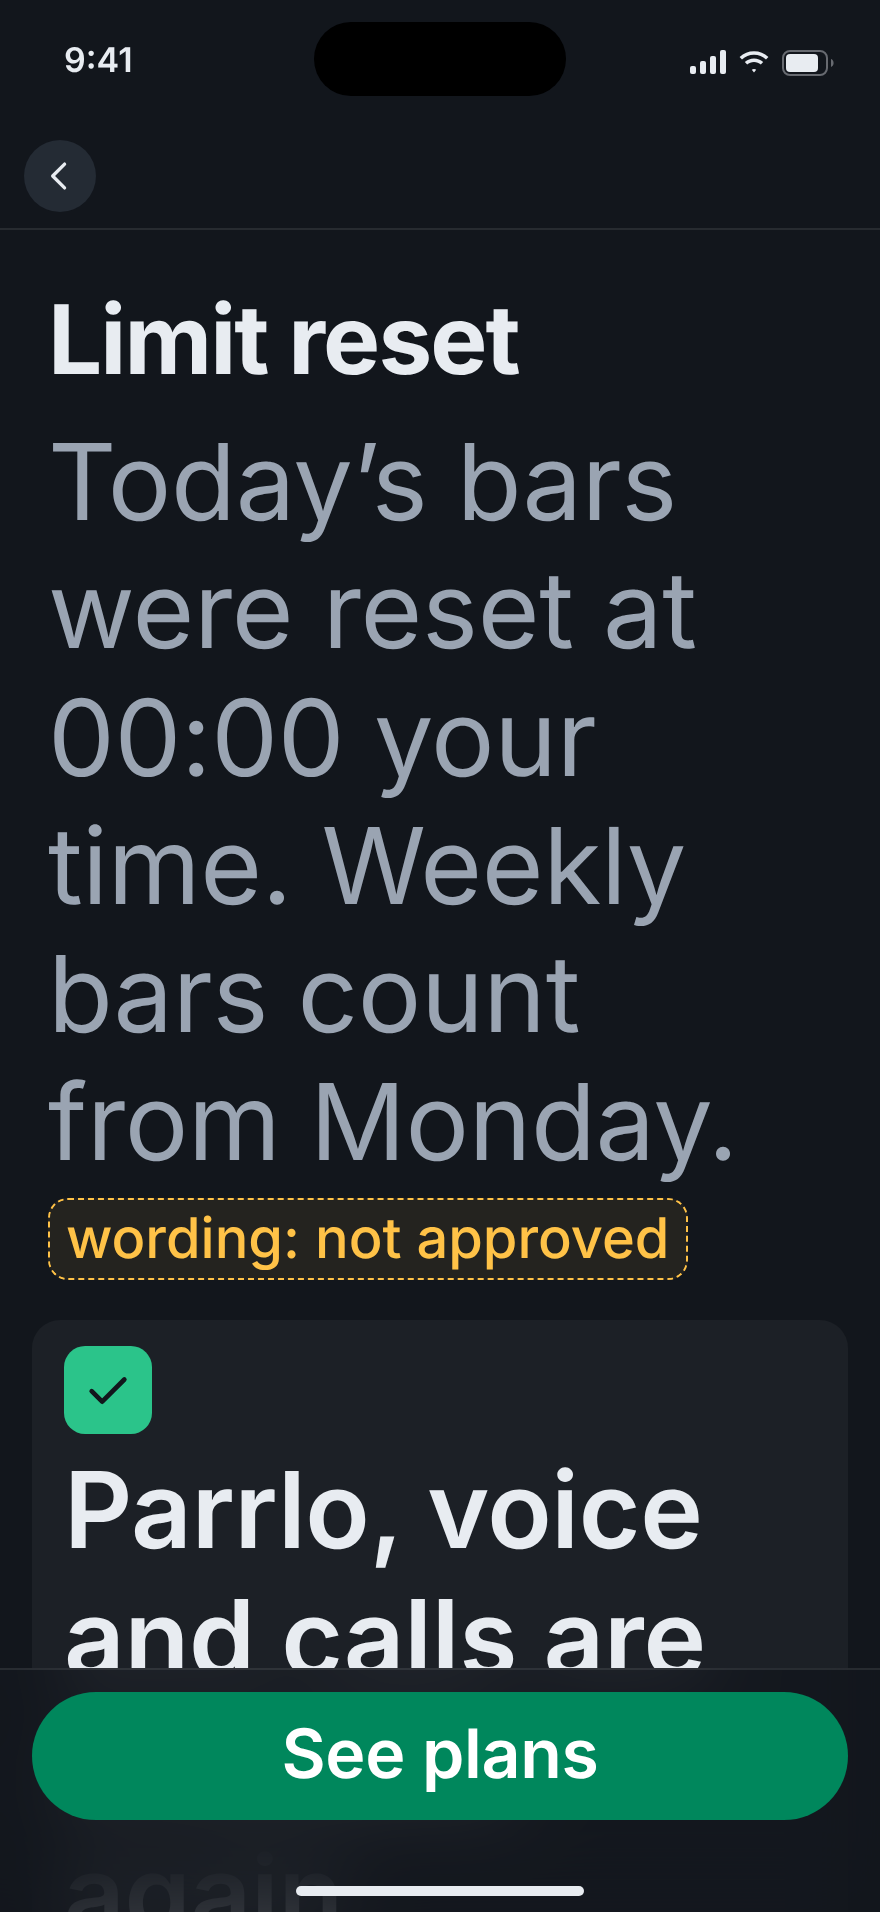 9:41
Limit reset
Today’s bars
were reset at
00:00 your
time. Weekly
bars count
from Monday.
wording: not approved
Parrlo, voice
and calls are
See plans
again